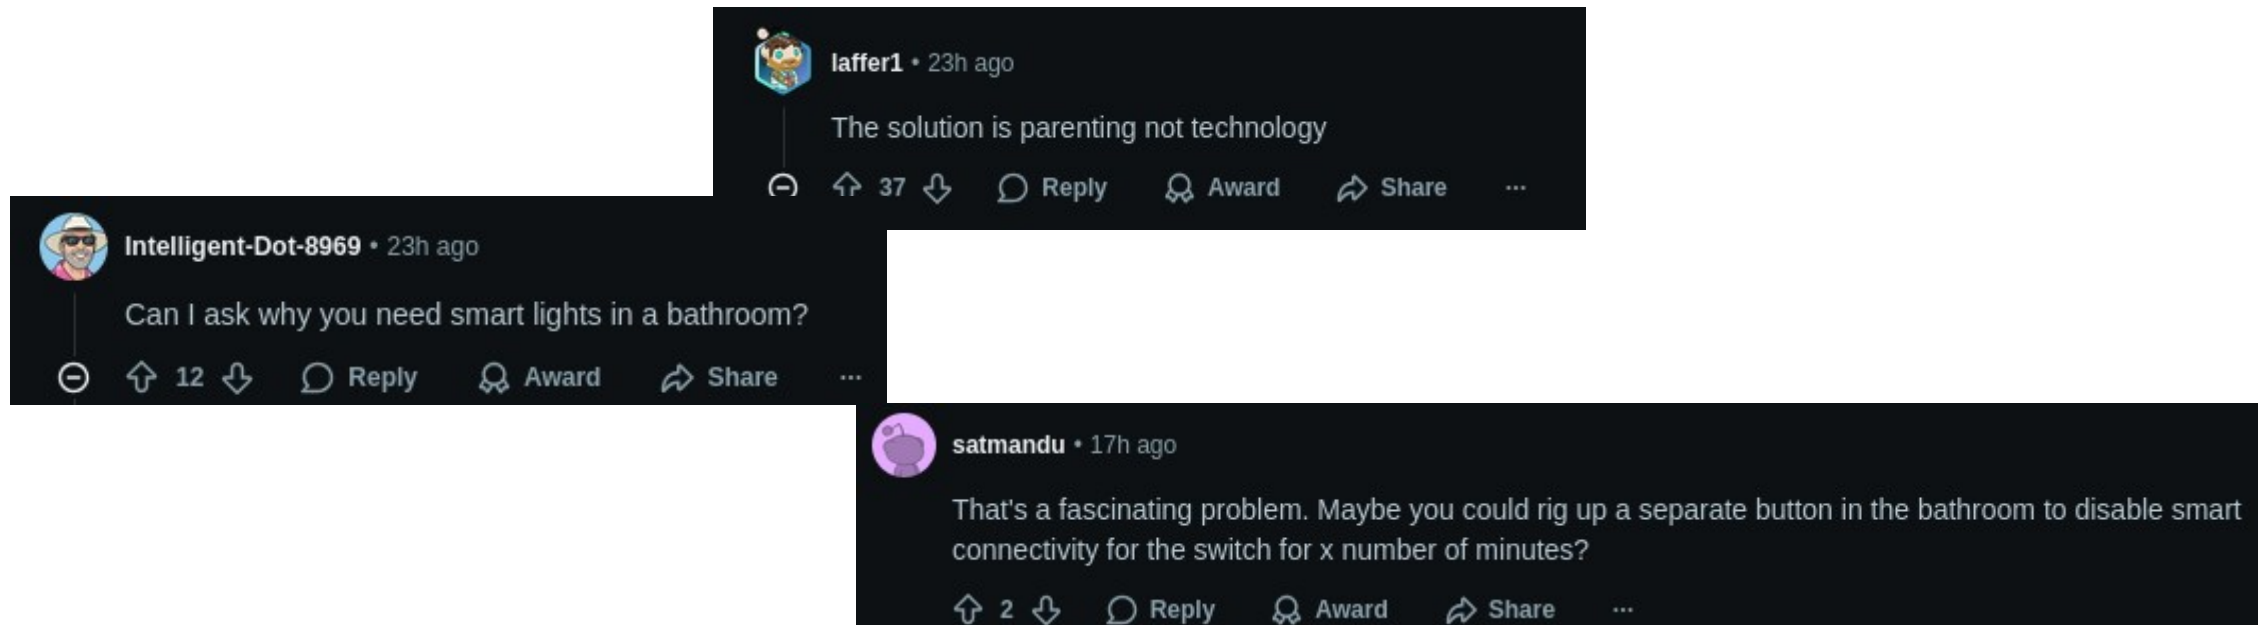 laffer1 • 23h ago
The solution is parenting not technology
37 Reply Award Share ...
Intelligent-Dot-8969 • 23h ago
Can I ask why you need smart lights in a bathroom?
12 Reply Award Share ...
satmandu • 17h ago
That's a fascinating problem. Maybe you could rig up a separate button in the bathroom to disable smart
connectivity for the switch for x number of minutes?
2 Reply Award Share ...